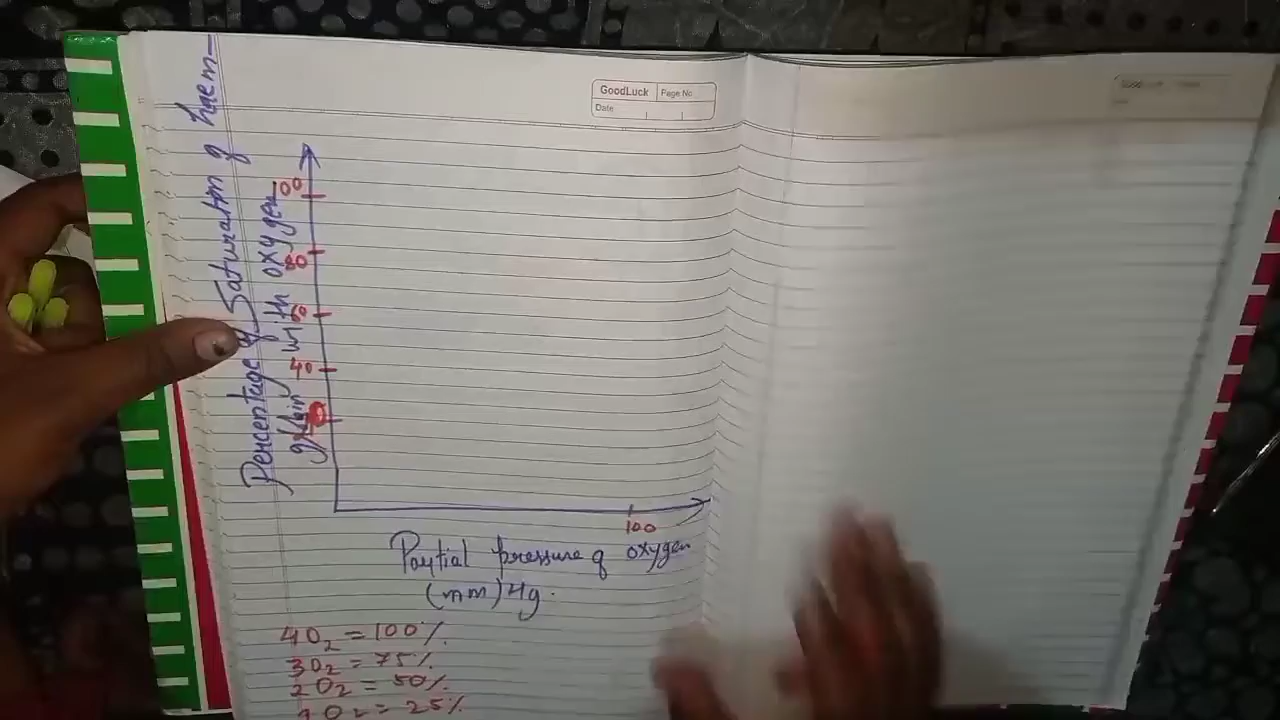 GoodLuck Page No
Date
Percentage of Saturation of haem-
globin with oxygen
100
80
60
40
100
Partial pressure of oxygen
(mm) Hg.
4O₂ = 100%
3O₂ = 75%
2O₂ = 50%
1O₂ = 25%